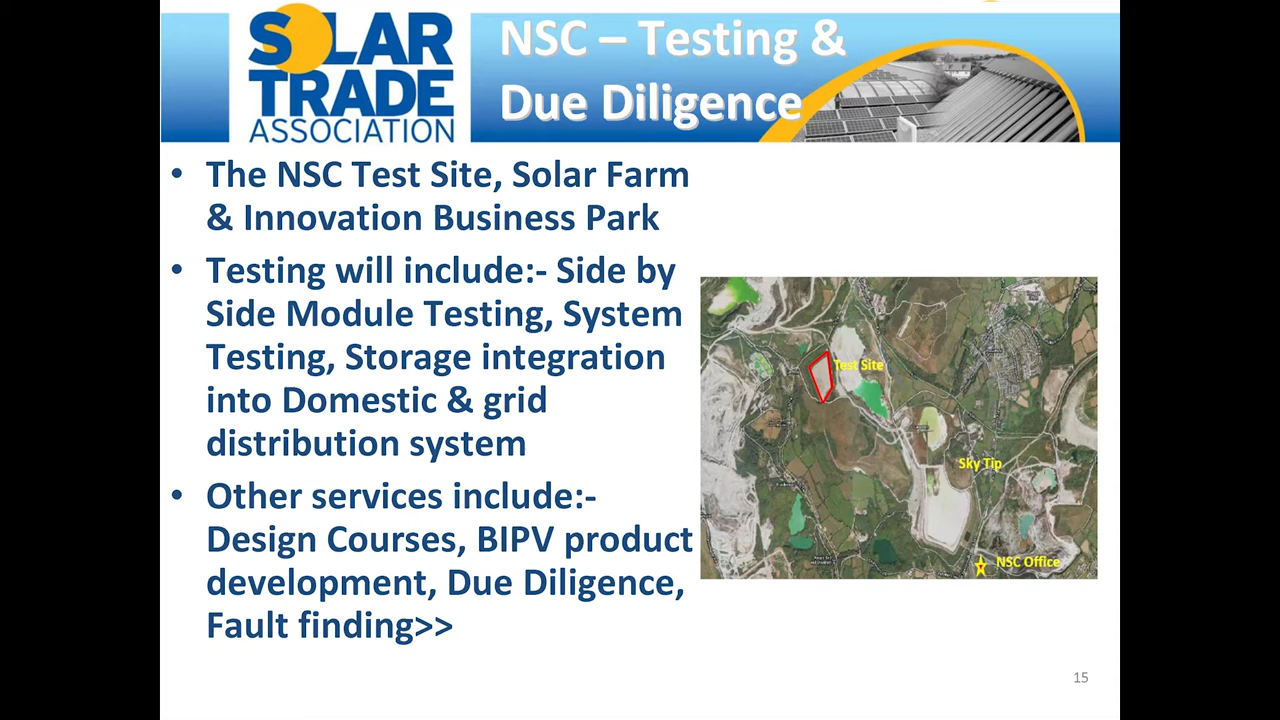 SOLAR
TRADE
ASSOCIATION
NSC – Testing &
Due Diligence
• The NSC Test Site, Solar Farm
& Innovation Business Park
• Testing will include:- Side by
Side Module Testing, System
Testing, Storage integration
into Domestic & grid
distribution system
• Other services include:-
Design Courses, BIPV product
development, Due Diligence,
Fault finding>>
Test Site
Sky Tip
NSC Office
15